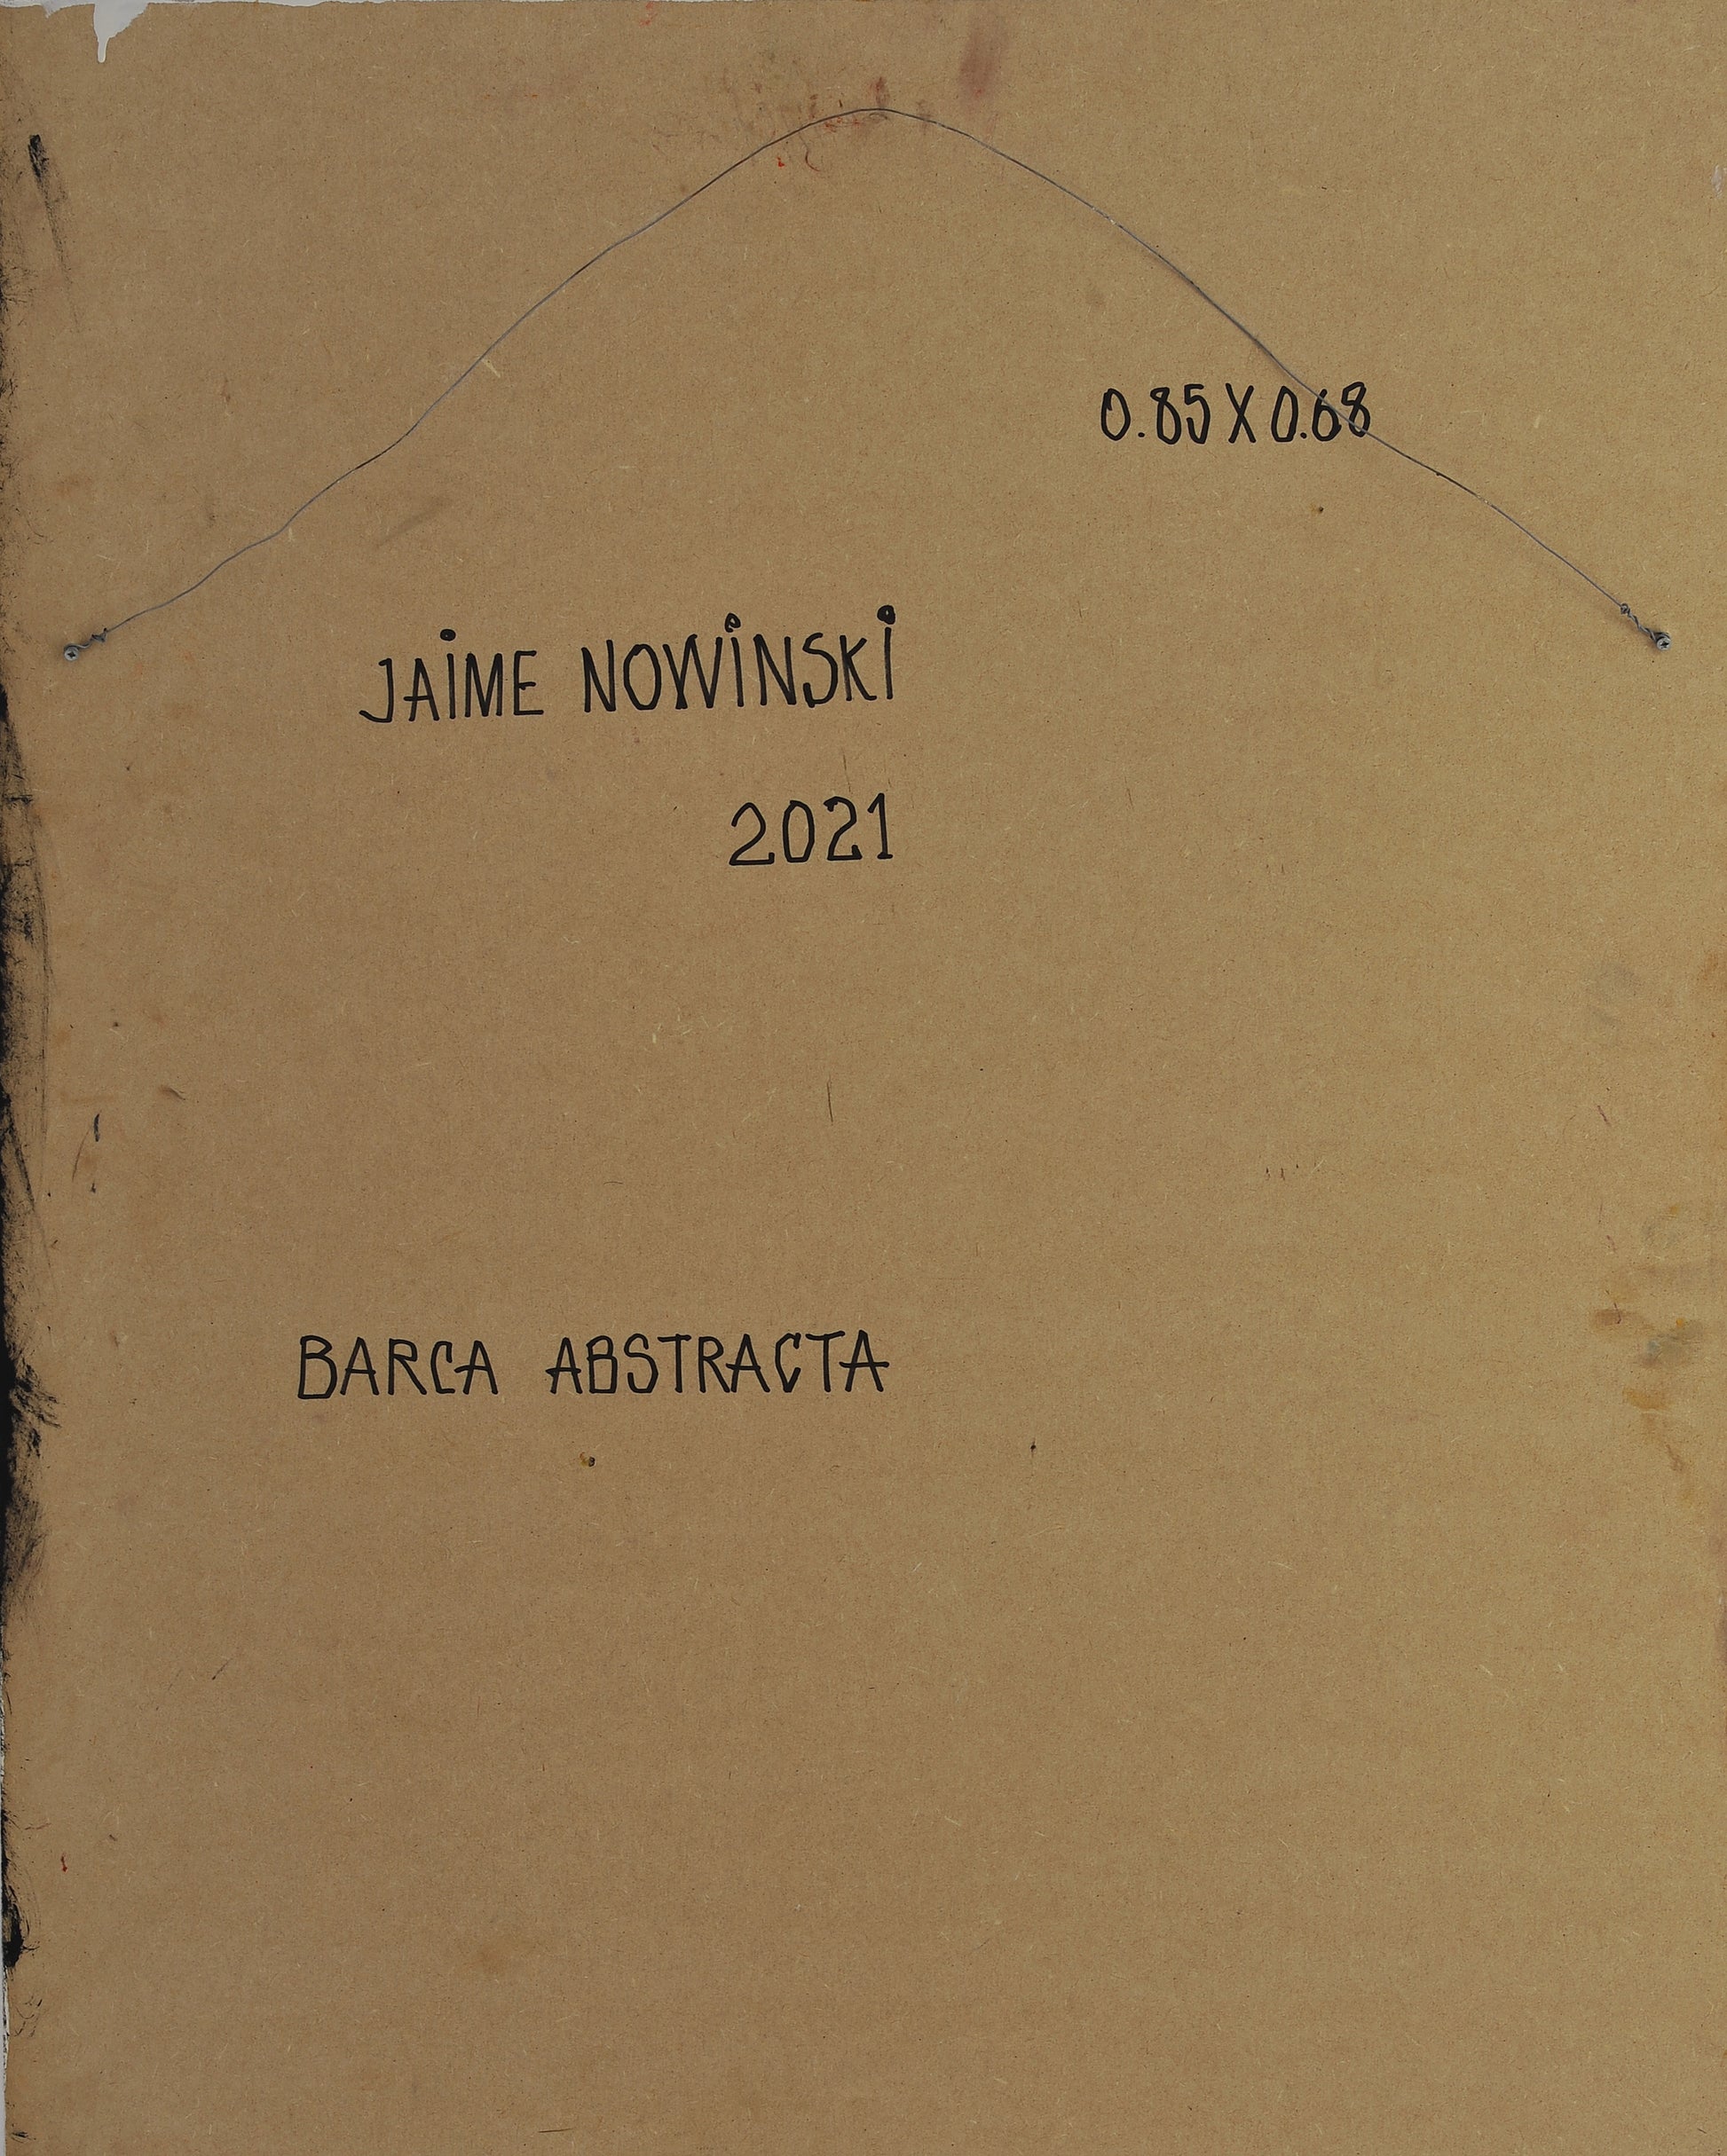 0.85 X 0.68
JAIME NOWINSKI
2021
BARCA ABSTRACTA